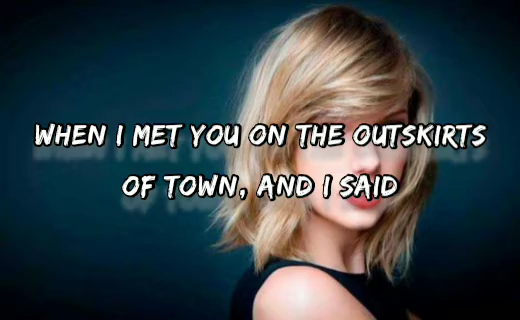 WHEN I MET YOU ON THE OUTSKIRTS
OF TOWN, AND I SAID